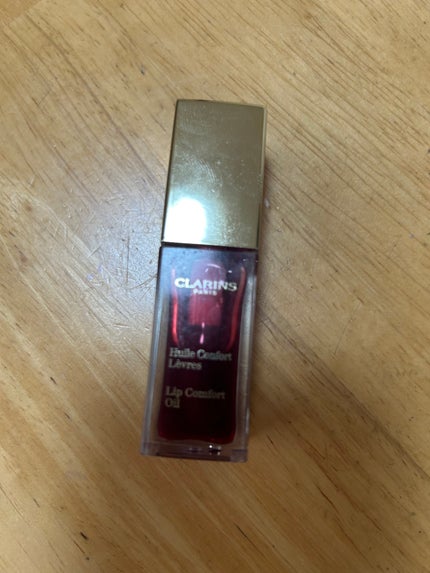 CLARINS
PARIS
Huile Confort
Lèvres
Lip Comfort
Oil